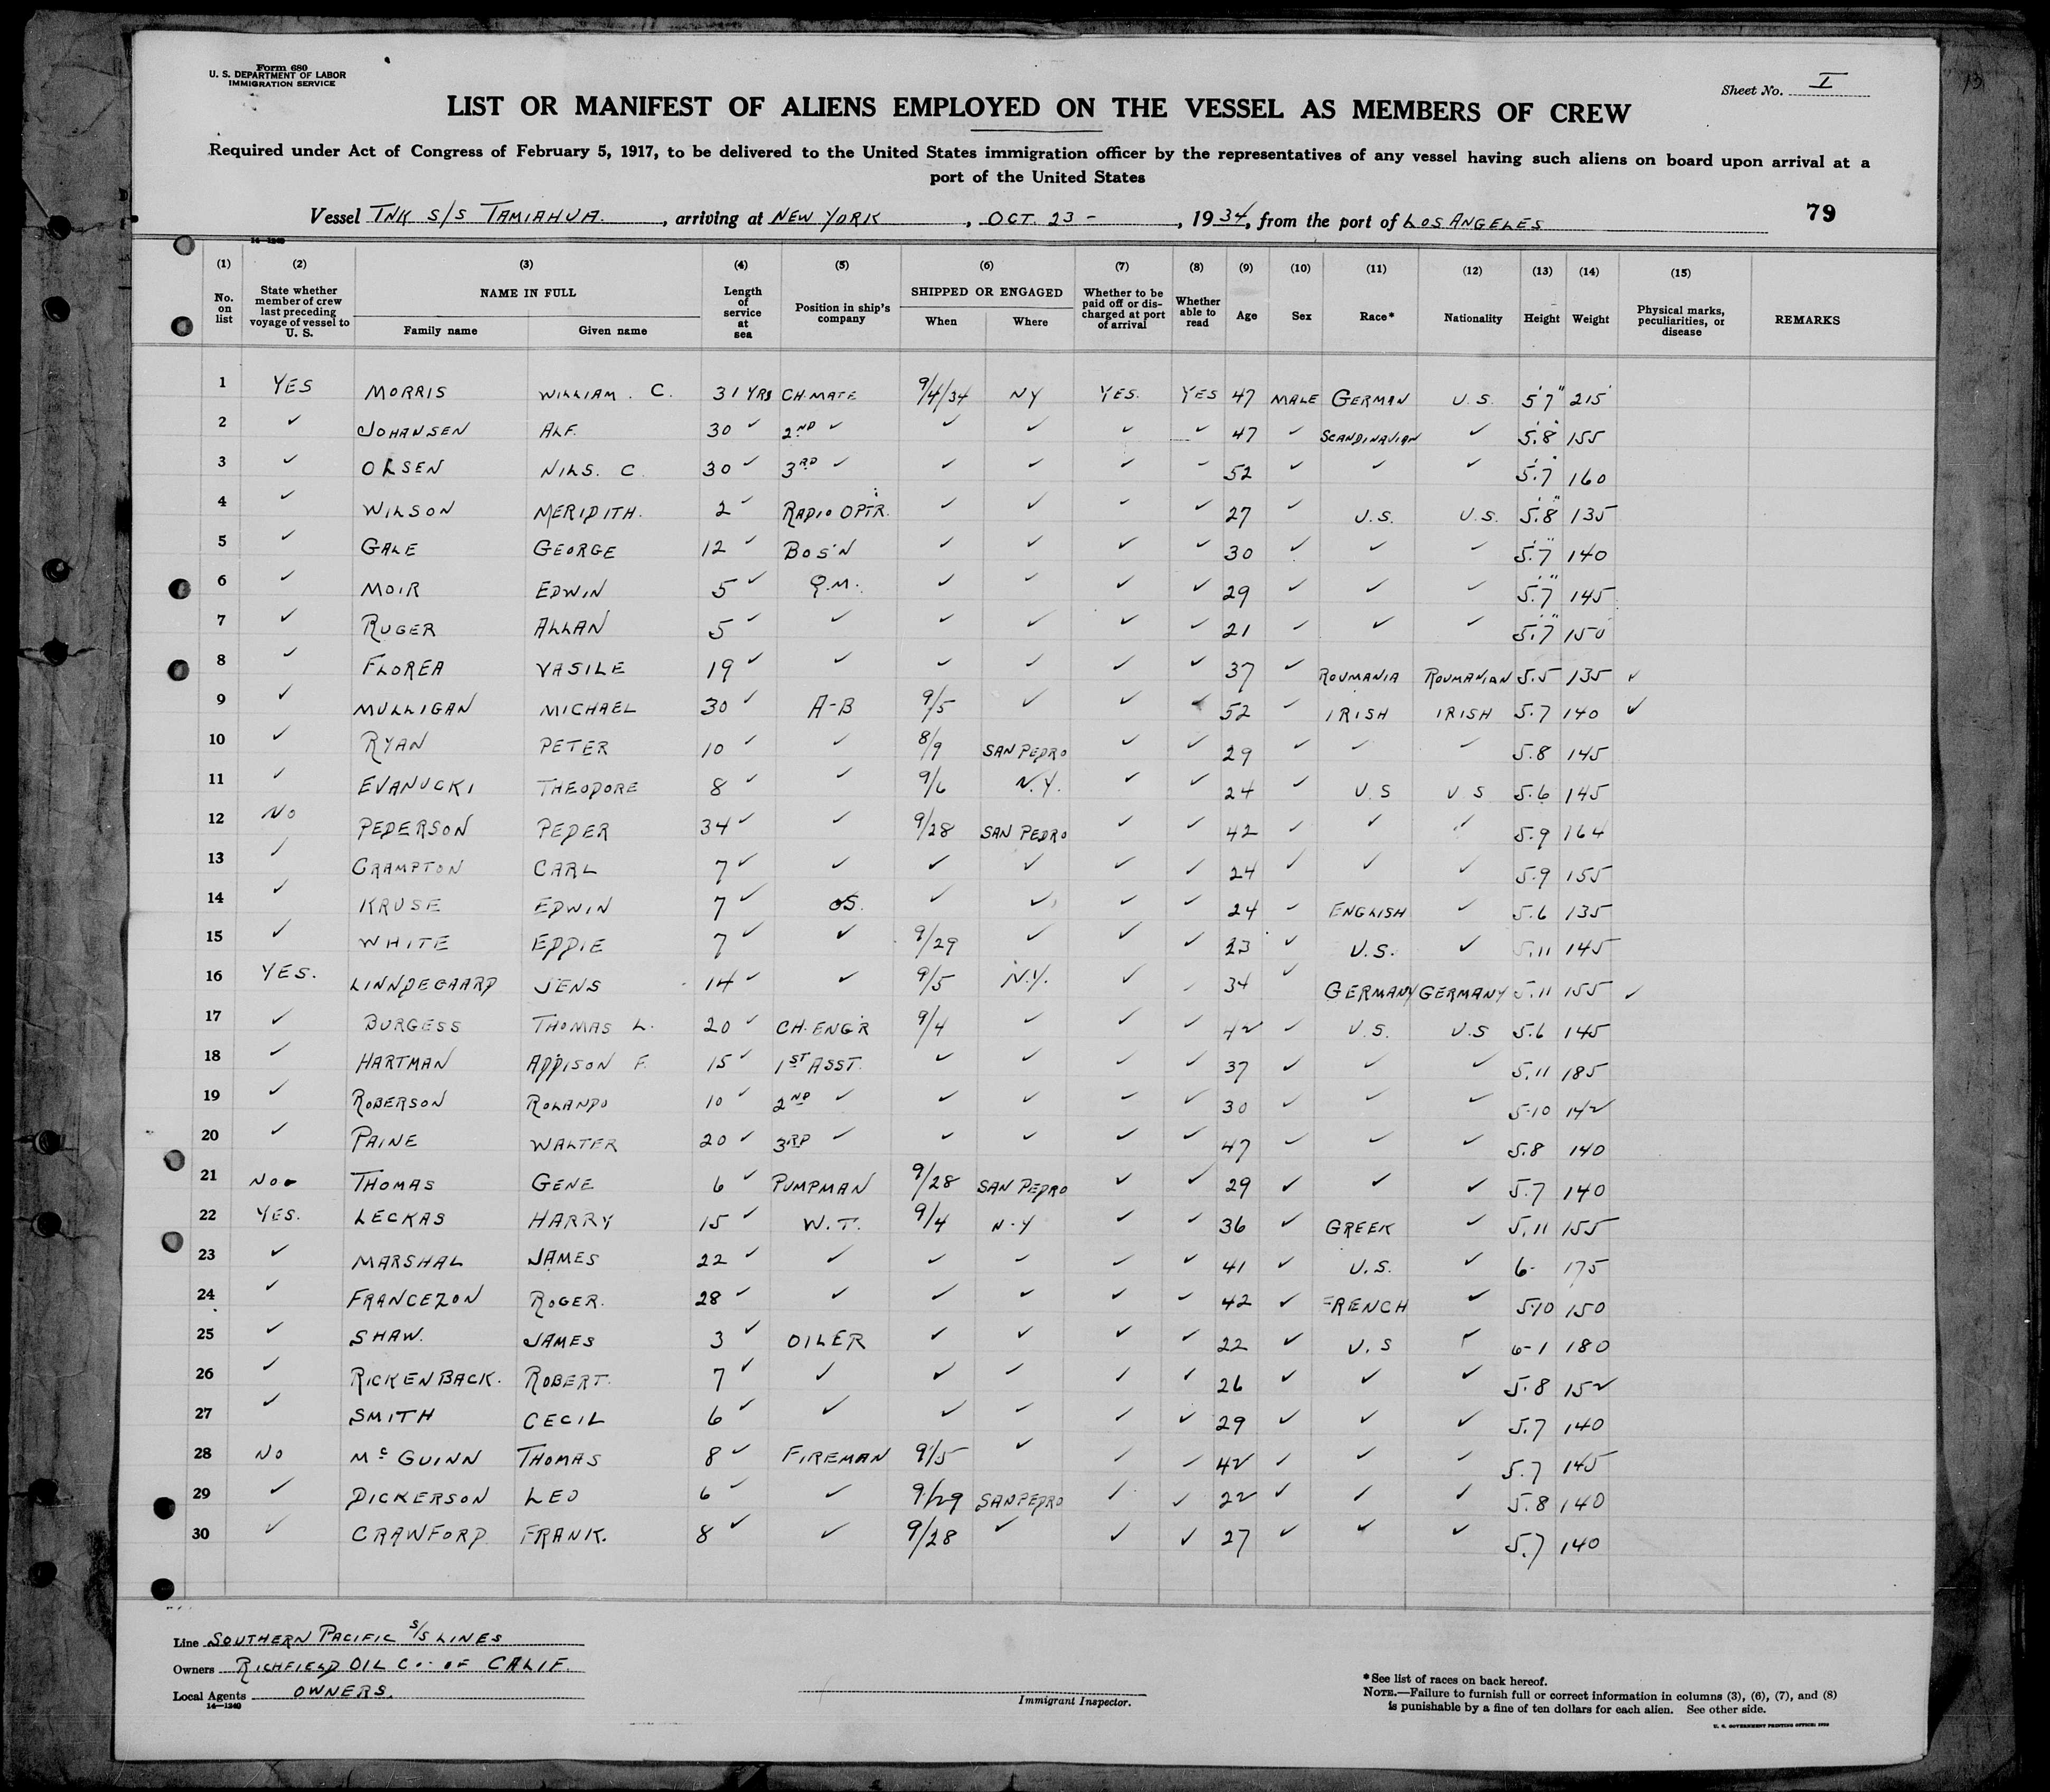 Form 680
U. S. DEPARTMENT OF LABOR
IMMIGRATION SERVICE
Sheet No. I
13
LIST OR MANIFEST OF ALIENS EMPLOYED ON THE VESSEL AS MEMBERS OF CREW
Required under Act of Congress of February 5, 1917, to be delivered to the United States immigration officer by the representatives of any vessel having such aliens on board upon arrival at a
port of the United States
Vessel TNK S/S TAMIAHUA, arriving at NEW YORK, OCT. 23 -, 1934, from the port of LOS ANGELES
79
14—1240
(1) (2) (3) (4) (5) (6) (7) (8) (9) (10) (11) (12) (13) (14) (15)
No. on list | State whether member of crew last preceding voyage of vessel to U. S. | NAME IN FULL | Family name | Given name | Length of service at sea | Position in ship's company | SHIPPED OR ENGAGED | When | Where | Whether to be paid off or discharged at port of arrival | Whether able to read | Age | Sex | Race* | Nationality | Height | Weight | Physical marks, peculiarities, or disease | REMARKS
1 YES MORRIS WILLIAM. C. 31 YRS CH.MATE 9/4/34 NY YES. YES 47 MALE GERMAN U.S. 5'7" 215
2 ✓ JOHANSEN ALF. 30 ✓ 2ND ✓ ✓ ✓ ✓ ✓ 47 ✓ SCANDINAVIAN ✓ 5.8 155
3 ✓ OLSEN NILS. C. 30 ✓ 3RD ✓ ✓ ✓ ✓ ✓ 52 ✓ ✓ ✓ 5.7 160
4 ✓ WILSON MERIDITH. 2 ✓ RADIO OPTR. ✓ ✓ ✓ ✓ 27 ✓ U.S. U.S. 5'.8" 135
5 ✓ GALE GEORGE 12 ✓ BOS'N ✓ ✓ ✓ ✓ 30 ✓ ✓ ✓ 5'.7" 140
6 ✓ MOIR EDWIN 5 ✓ Q.M. ✓ ✓ ✓ ✓ 29 ✓ ✓ ✓ 5'.7" 145
7 ✓ RUGER ALLAN 5 ✓ ✓ ✓ ✓ ✓ ✓ 21 ✓ ✓ ✓ 5'.7" 150
8 ✓ FLOREA VASILE 19 ✓ ✓ ✓ ✓ ✓ ✓ 37 ✓ ROUMANIA ROUMANIAN 5.5 135 ✓
9 ✓ MULLIGAN MICHAEL 30 ✓ A-B 9/5 ✓ ✓ ✓ 52 ✓ IRISH IRISH 5.7 140 ✓
10 ✓ RYAN PETER 10 ✓ ✓ 8/9 SAN PEDRO ✓ ✓ 29 ✓ ✓ ✓ 5.8 145
11 ✓ EVANUCKI THEODORE 8 ✓ ✓ 9/6 N.Y. ✓ ✓ 24 ✓ U.S U S 5.6 145
12 NO PEDERSON PEDER 34 ✓ ✓ 9/28 SAN PEDRO ✓ ✓ 42 ✓ ✓ ✓ 5.9 164
13 ✓ CRAMPTON CARL 7 ✓ ✓ ✓ ✓ ✓ ✓ 24 ✓ ✓ ✓ 5.9 155
14 ✓ KRUSE EDWIN 7 ✓ OS. ✓ ✓ ✓ ✓ 24 ✓ ENGLISH ✓ 5.6 135
15 ✓ WHITE EDDIE 7 ✓ ✓ 9/29 ✓ ✓ ✓ 23 ✓ U.S. ✓ 5.11 145
16 YES. LINNDEGAARD JENS 14 ✓ ✓ 9/5 N.Y. ✓ ✓ 34 ✓ GERMANY GERMANY 5.11 155 ✓
17 ✓ BURGESS THOMAS L. 20 ✓ CH.ENG'R 9/4 ✓ ✓ ✓ 42 ✓ U.S. U.S 5.6 145
18 ✓ HARTMAN ADDISON F. 15 ✓ 1ST ASST. ✓ ✓ ✓ ✓ 37 ✓ ✓ ✓ 5.11 185
19 ✓ ROBERSON ROLANDO 10 ✓ 2ND ✓ ✓ ✓ ✓ ✓ 30 ✓ ✓ ✓ 5-10 142
20 ✓ PAINE WALTER 20 ✓ 3RD ✓ ✓ ✓ ✓ ✓ 47 ✓ ✓ ✓ 5.8 140
21 NO THOMAS GENE 6 ✓ PUMPMAN 9/28 SAN PEDRO ✓ ✓ 29 ✓ ✓ ✓ 5.7 140
22 YES. LECKAS HARRY 15 ✓ W.T. 9/4 N-Y ✓ ✓ 36 ✓ GREEK ✓ 5.11 155
23 ✓ MARSHAL JAMES 22 ✓ ✓ ✓ ✓ ✓ ✓ 41 ✓ U.S. ✓ 6- 175
24 ✓ FRANCEZON ROGER. 28 ✓ ✓ ✓ ✓ ✓ ✓ 42 ✓ FRENCH ✓ 5.10 150
25 ✓ SHAW. JAMES 3 ✓ OILER ✓ ✓ ✓ ✓ 22 ✓ U.S ✓ 6-1 180
26 ✓ RICKENBACK. ROBERT. 7 ✓ ✓ ✓ ✓ ✓ ✓ 26 ✓ ✓ ✓ 5.8 152
27 ✓ SMITH CECIL 6 ✓ ✓ ✓ ✓ ✓ ✓ 29 ✓ ✓ ✓ 5.7 140
28 NO McGUINN THOMAS 8 ✓ FIREMAN 9/5 ✓ ✓ ✓ 42 ✓ ✓ ✓ 5.7 145
29 ✓ DICKERSON LEO 6 ✓ ✓ 9/29 SAN PEDRO ✓ ✓ 22 ✓ ✓ ✓ 5.8 140
30 ✓ CRAWFORD FRANK. 8 ✓ ✓ 9/28 ✓ ✓ ✓ 27 ✓ ✓ ✓ 5.7 140
Line SOUTHERN PACIFIC S/S LINES
Owners RICHFIELD OIL Co. OF CALIF.
Local Agents OWNERS.
14—1240
Immigrant Inspector.
*See list of races on back hereof.
NOTE.—Failure to furnish full or correct information in columns (3), (6), (7), and (8)
is punishable by a fine of ten dollars for each alien. See other side.
U. S. GOVERNMENT PRINTING OFFICE: